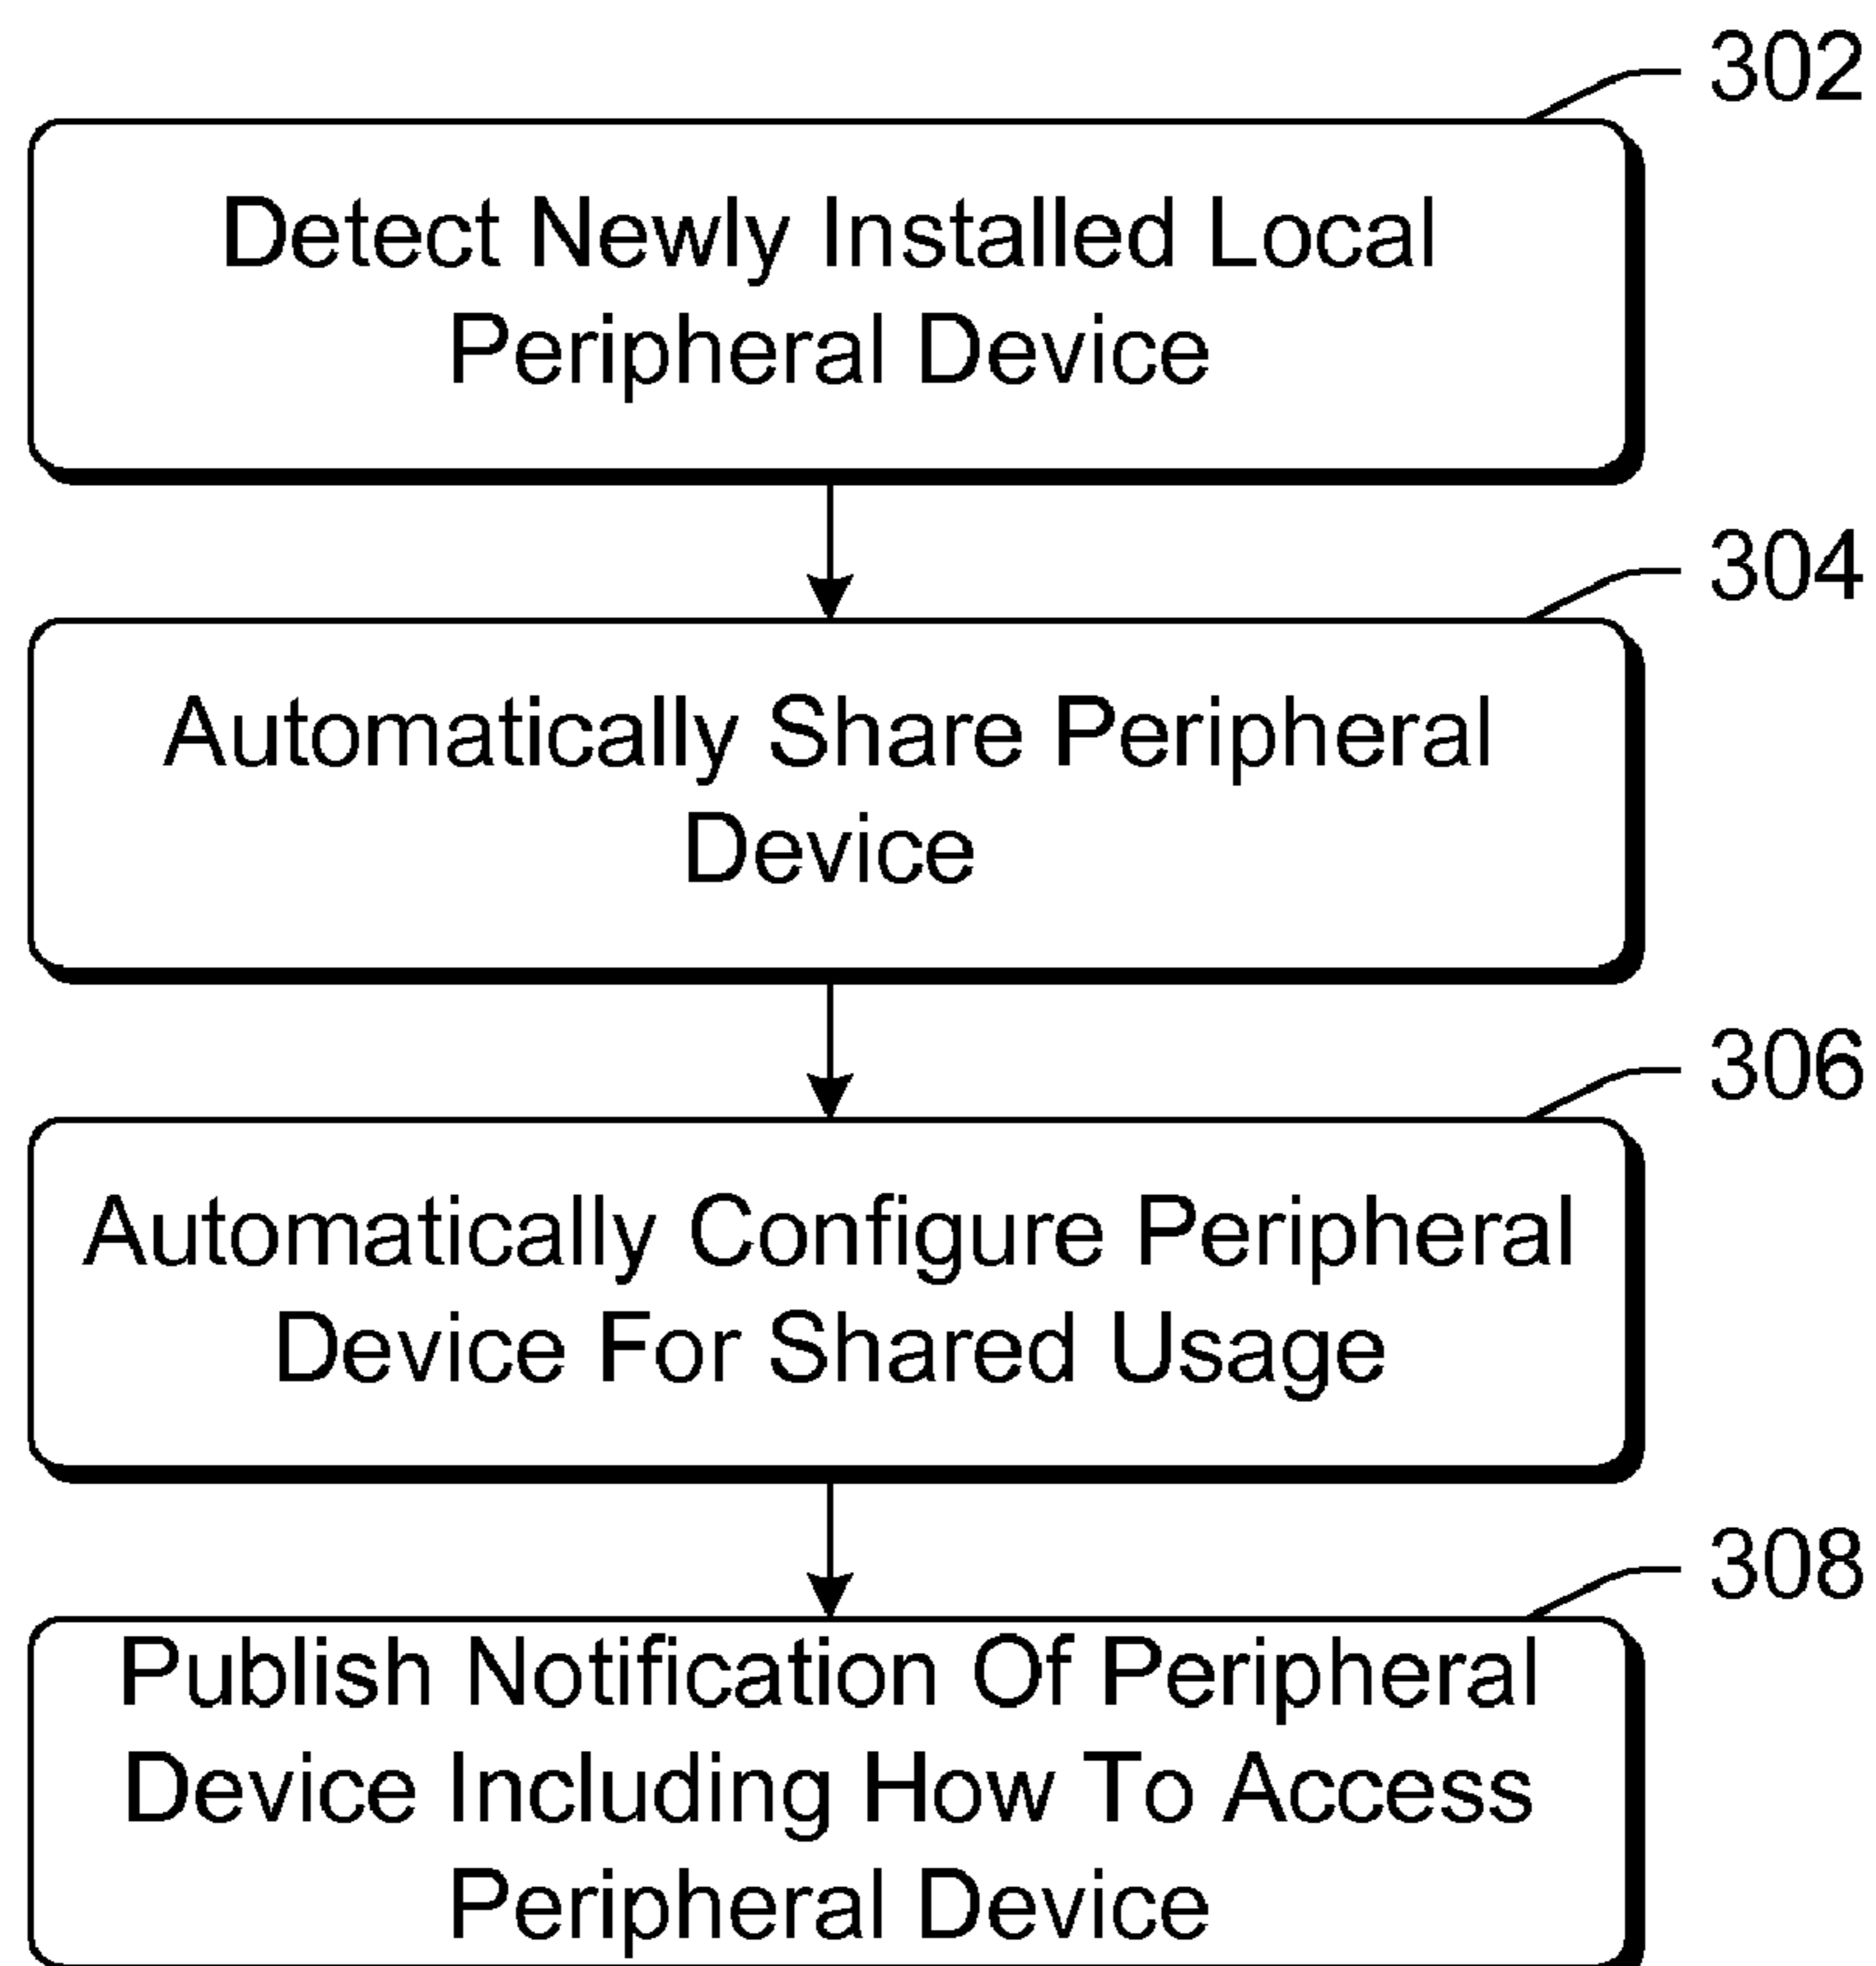 302
Detect Newly Installed Local
Peripheral Device
304
Automatically Share Peripheral
Device
306
Automatically Configure Peripheral
Device For Shared Usage
308
Publish Notification Of Peripheral
Device Including How To Access
Peripheral Device